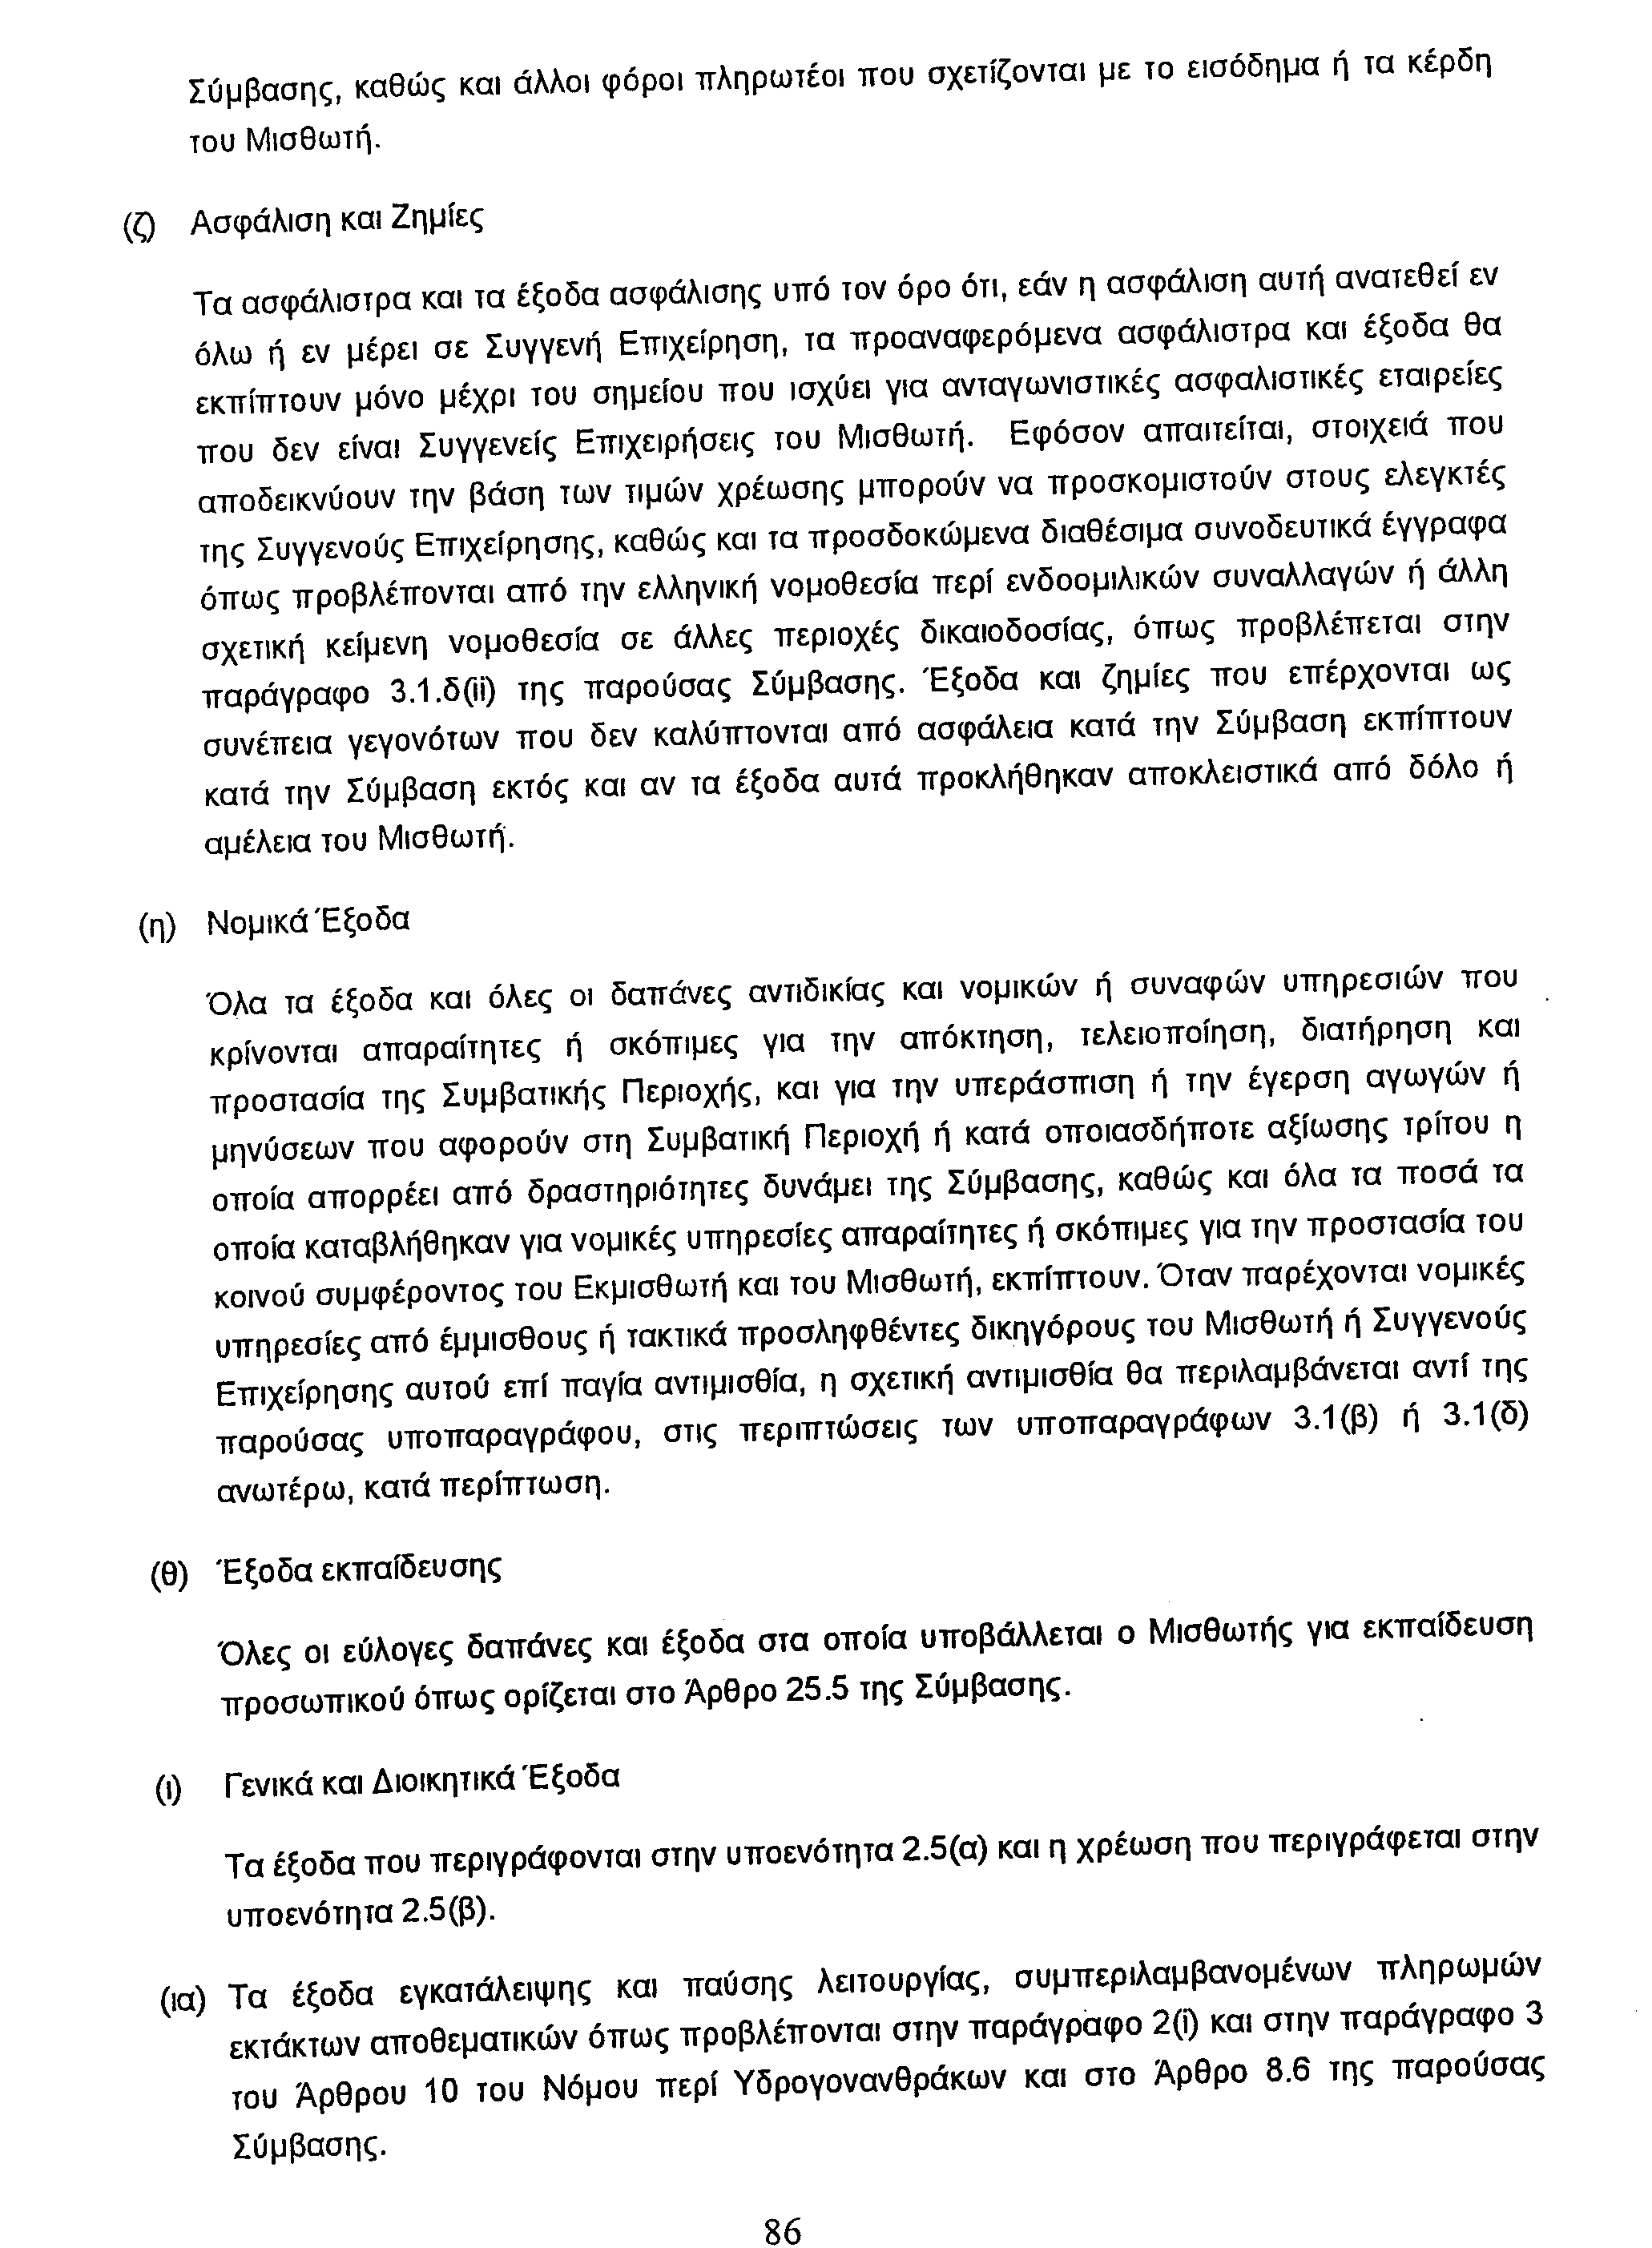 Σύμβασης, καθώς και άλλοι φόροι πληρωτέοι που σχετίζονται με το εισόδημα ή τα κέρδη
του Μισθωτή.
(ζ) Ασφάλιση και Ζημίες
Τα ασφάλιστρα και τα έξοδα ασφάλισης υπό τον όρο ότι, εάν η ασφάλιση αυτή ανατεθεί εν
όλω ή εν μέρει σε Συγγενή Επιχείρηση, τα προαναφερόμενα ασφάλιστρα και έξοδα θα
εκπίπτουν μόνο μέχρι του σημείου που ισχύει για ανταγωνιστικές ασφαλιστικές εταιρείες
που δεν είναι Συγγενείς Επιχειρήσεις του Μισθωτή. Εφόσον απαιτείται, στοιχειά που
αποδεικνύουν την βάση των τιμών χρέωσης μπορούν να προσκομιστούν στους ελεγκτές
της Συγγενούς Επιχείρησης, καθώς και τα προσδοκώμενα διαθέσιμα συνοδευτικά έγγραφα
όπως προβλέπονται από την ελληνική νομοθεσία περί ενδοομιλικών συναλλαγών ή άλλη
σχετική κείμενη νομοθεσία σε άλλες περιοχές δικαιοδοσίας, όπως προβλέπεται στην
παράγραφο 3.1.δ(ii) της παρούσας Σύμβασης. Έξοδα και ζημίες που επέρχονται ως
συνέπεια γεγονότων που δεν καλύπτονται από ασφάλεια κατά την Σύμβαση εκπίπτουν
κατά την Σύμβαση εκτός και αν τα έξοδα αυτά προκλήθηκαν αποκλειστικά από δόλο ή
αμέλεια του Μισθωτή.
(η) Νομικά Έξοδα
Όλα τα έξοδα και όλες οι δαπάνες αντιδικίας και νομικών ή συναφών υπηρεσιών που
κρίνονται απαραίτητες ή σκόπιμες για την απόκτηση, τελειοποίηση, διατήρηση και
προστασία της Συμβατικής Περιοχής, και για την υπεράσπιση ή την έγερση αγωγών ή
μηνύσεων που αφορούν στη Συμβατική Περιοχή ή κατά οποιασδήποτε αξίωσης τρίτου η
οποία απορρέει από δραστηριότητες δυνάμει της Σύμβασης, καθώς και όλα τα ποσά τα
οποία καταβλήθηκαν για νομικές υπηρεσίες απαραίτητες ή σκόπιμες για την προστασία του
κοινού συμφέροντος του Εκμισθωτή και του Μισθωτή, εκπίπτουν. Όταν παρέχονται νομικές
υπηρεσίες από έμμισθους ή τακτικά προσληφθέντες δικηγόρους του Μισθωτή ή Συγγενούς
Επιχείρησης αυτού επί παγία αντιμισθία, η σχετική αντιμισθία θα περιλαμβάνεται αντί της
παρούσας υποπαραγράφου, στις περιπτώσεις των υποπαραγράφων 3.1(β) ή 3.1(δ)
ανωτέρω, κατά περίπτωση.
(θ) Έξοδα εκπαίδευσης
Όλες οι εύλογες δαπάνες και έξοδα στα οποία υποβάλλεται ο Μισθωτής για εκπαίδευση
προσωπικού όπως ορίζεται στο Άρθρο 25.5 της Σύμβασης.
(ι) Γενικά και Διοικητικά Έξοδα
Τα έξοδα που περιγράφονται στην υποενότητα 2.5(α) και η χρέωση που περιγράφεται στην
υποενότητα 2.5(β).
(ια) Τα έξοδα εγκατάλειψης και παύσης λειτουργίας, συμπεριλαμβανομένων πληρωμών
εκτάκτων αποθεματικών όπως προβλέπονται στην παράγραφο 2(i) και στην παράγραφο 3
του Άρθρου 10 του Νόμου περί Υδρογονανθράκων και στο Άρθρο 8.6 της παρούσας
Σύμβασης.
86